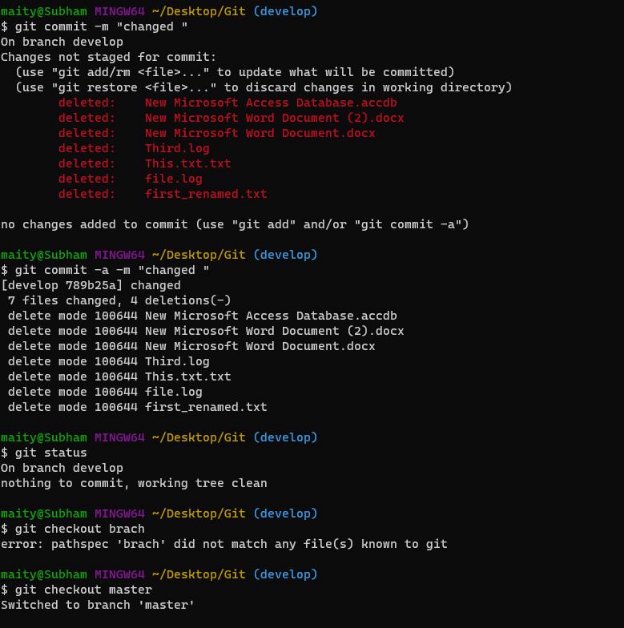 maity@Subham MINGW64 ~/Desktop/Git (develop)
$ git commit -m "changed "
On branch develop
Changes not staged for commit:
  (use "git add/rm <file>..." to update what will be committed)
  (use "git restore <file>..." to discard changes in working directory)
        deleted:    New Microsoft Access Database.accdb
        deleted:    New Microsoft Word Document (2).docx
        deleted:    New Microsoft Word Document.docx
        deleted:    Third.log
        deleted:    This.txt.txt
        deleted:    file.log
        deleted:    first_renamed.txt

no changes added to commit (use "git add" and/or "git commit -a")

maity@Subham MINGW64 ~/Desktop/Git (develop)
$ git commit -a -m "changed "
[develop 789b25a] changed
 7 files changed, 4 deletions(-)
 delete mode 100644 New Microsoft Access Database.accdb
 delete mode 100644 New Microsoft Word Document (2).docx
 delete mode 100644 New Microsoft Word Document.docx
 delete mode 100644 Third.log
 delete mode 100644 This.txt.txt
 delete mode 100644 file.log
 delete mode 100644 first_renamed.txt

maity@Subham MINGW64 ~/Desktop/Git (develop)
$ git status
On branch develop
nothing to commit, working tree clean

maity@Subham MINGW64 ~/Desktop/Git (develop)
$ git checkout brach
error: pathspec 'brach' did not match any file(s) known to git

maity@Subham MINGW64 ~/Desktop/Git (develop)
$ git checkout master
Switched to branch 'master'